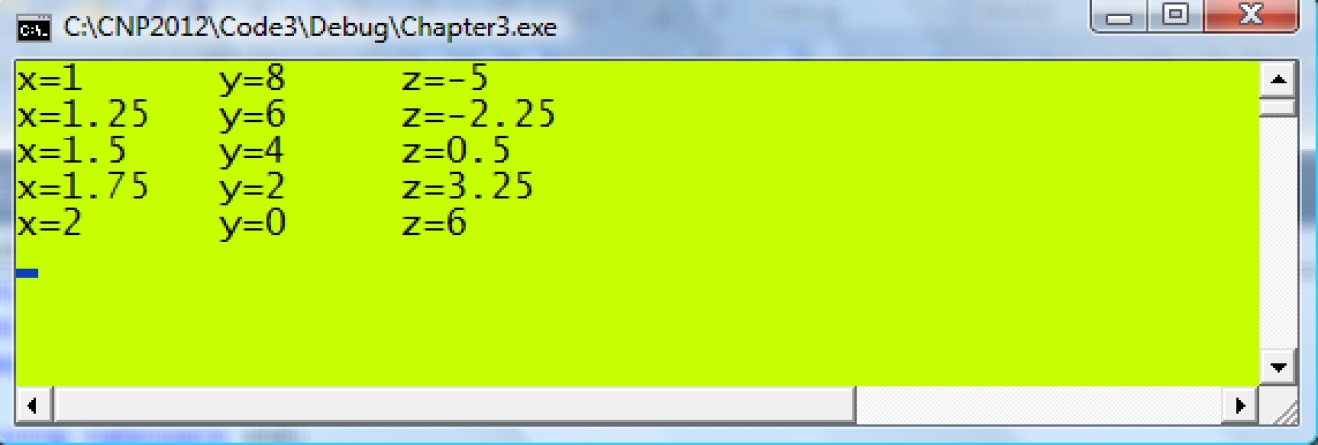 C:\CNP2012\Code3\Debug\Chapter3.exe
x=1 y=8 z=-5
x=1.25 y=6 z=-2.25
x=1.5 y=4 z=0.5
x=1.75 y=2 z=3.25
x=2 y=0 z=6